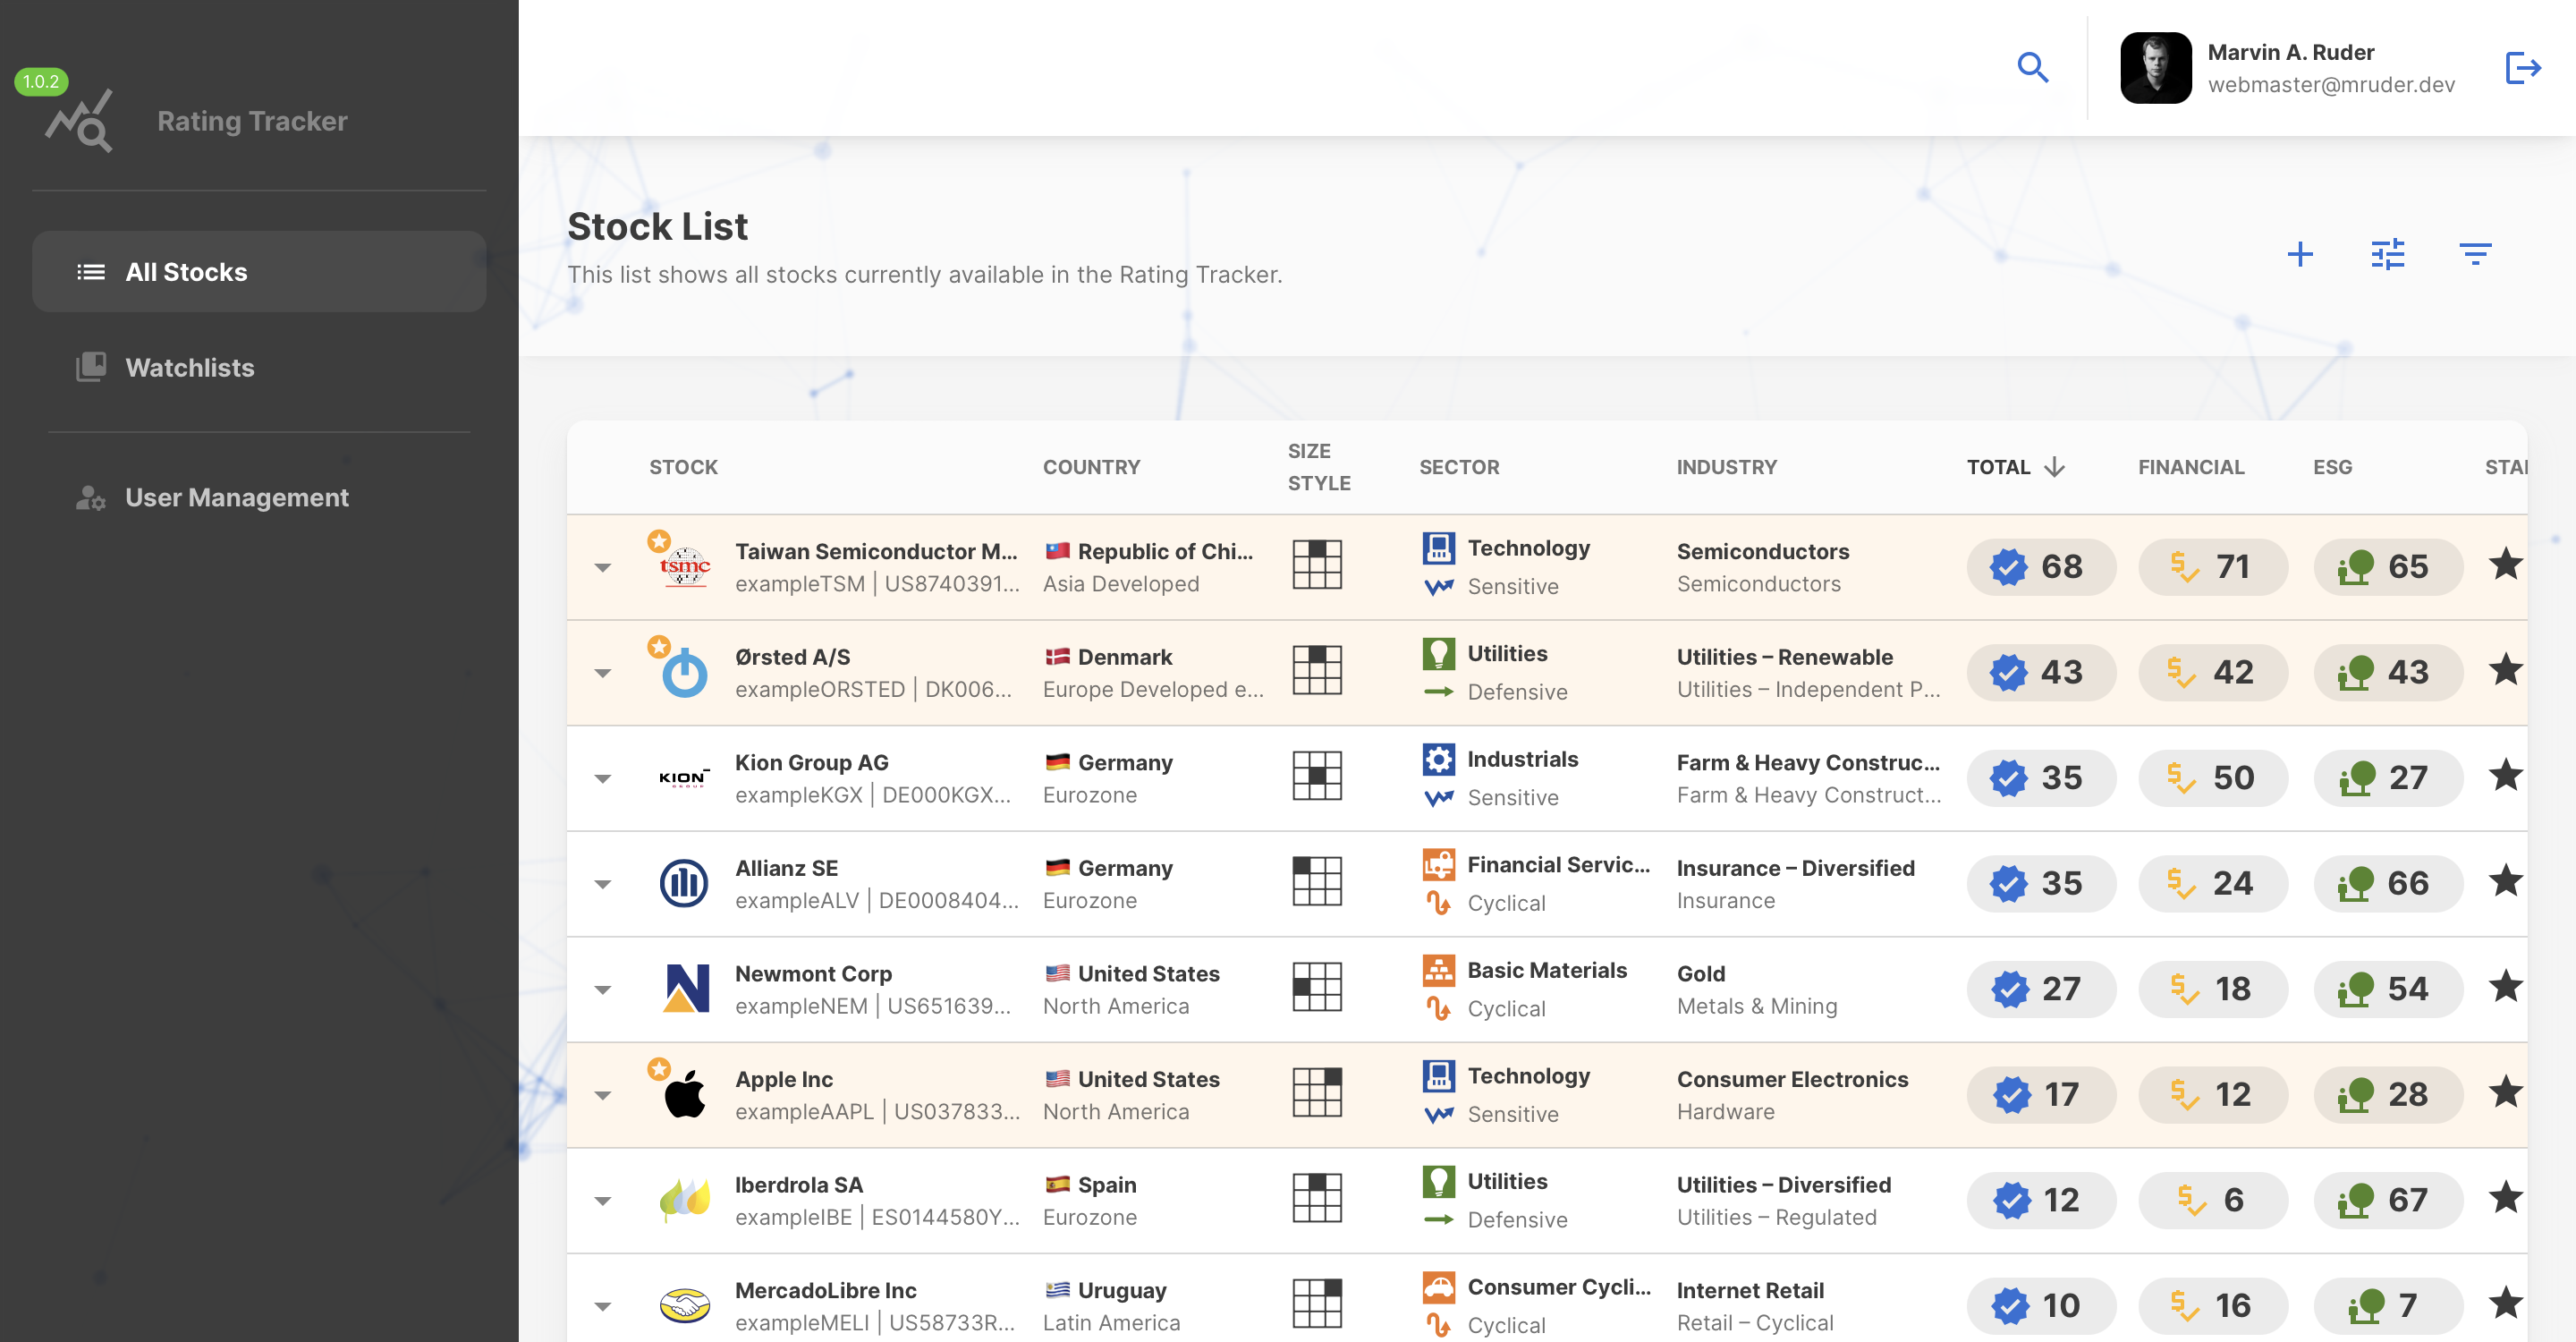 1.0.2
Rating Tracker
All Stocks
Watchlists
User Management
Marvin A. Ruder
webmaster@mruder.dev
Stock List
This list shows all stocks currently available in the Rating Tracker.
STOCK COUNTRY SIZE STYLE SECTOR INDUSTRY TOTAL FINANCIAL ESG STAR
tsmc
Taiwan Semiconductor M... Republic of Chi... Technology Semiconductors 68 71 65
exampleTSM | US8740391... Asia Developed Sensitive Semiconductors
Ørsted A/S Denmark Utilities Utilities – Renewable 43 42 43
exampleORSTED | DK006... Europe Developed e... Defensive Utilities – Independent P...
KION GROUP
Kion Group AG Germany Industrials Farm & Heavy Construc... 35 50 27
exampleKGX | DE000KGX... Eurozone Sensitive Farm & Heavy Construct...
Allianz SE Germany Financial Servic... Insurance – Diversified 35 24 66
exampleALV | DE0008404... Eurozone Cyclical Insurance
Newmont Corp United States Basic Materials Gold 27 18 54
exampleNEM | US651639... North America Cyclical Metals & Mining
Apple Inc United States Technology Consumer Electronics 17 12 28
exampleAAPL | US037833... North America Sensitive Hardware
Iberdrola SA Spain Utilities Utilities – Diversified 12 6 67
exampleIBE | ES0144580Y... Eurozone Defensive Utilities – Regulated
MercadoLibre Inc Uruguay Consumer Cycli... Internet Retail 10 16 7
exampleMELI | US58733R... Latin America Cyclical Retail – Cyclical